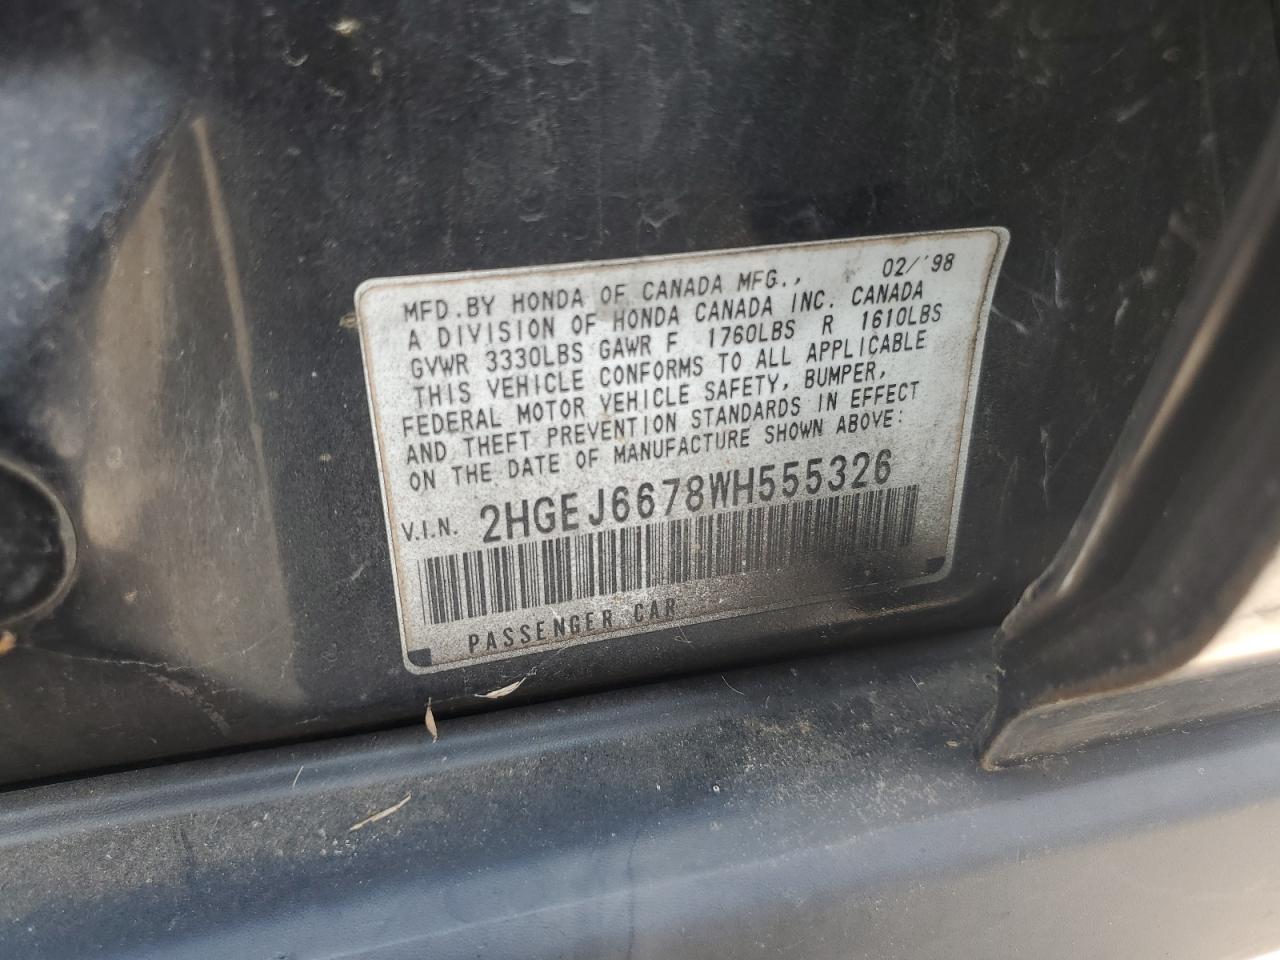 MFD.BY HONDA OF CANADA MFG., 02/'98
A DIVISION OF HONDA CANADA INC. CANADA
GVWR 3330LBS GAWR F 1760LBS R 1610LBS
THIS VEHICLE CONFORMS TO ALL APPLICABLE
FEDERAL MOTOR VEHICLE SAFETY, BUMPER,
AND THEFT PREVENTION STANDARDS IN EFFECT
ON THE DATE OF MANUFACTURE SHOWN ABOVE:
V.I.N. 2HGEJ6678WH555326
PASSENGER CAR